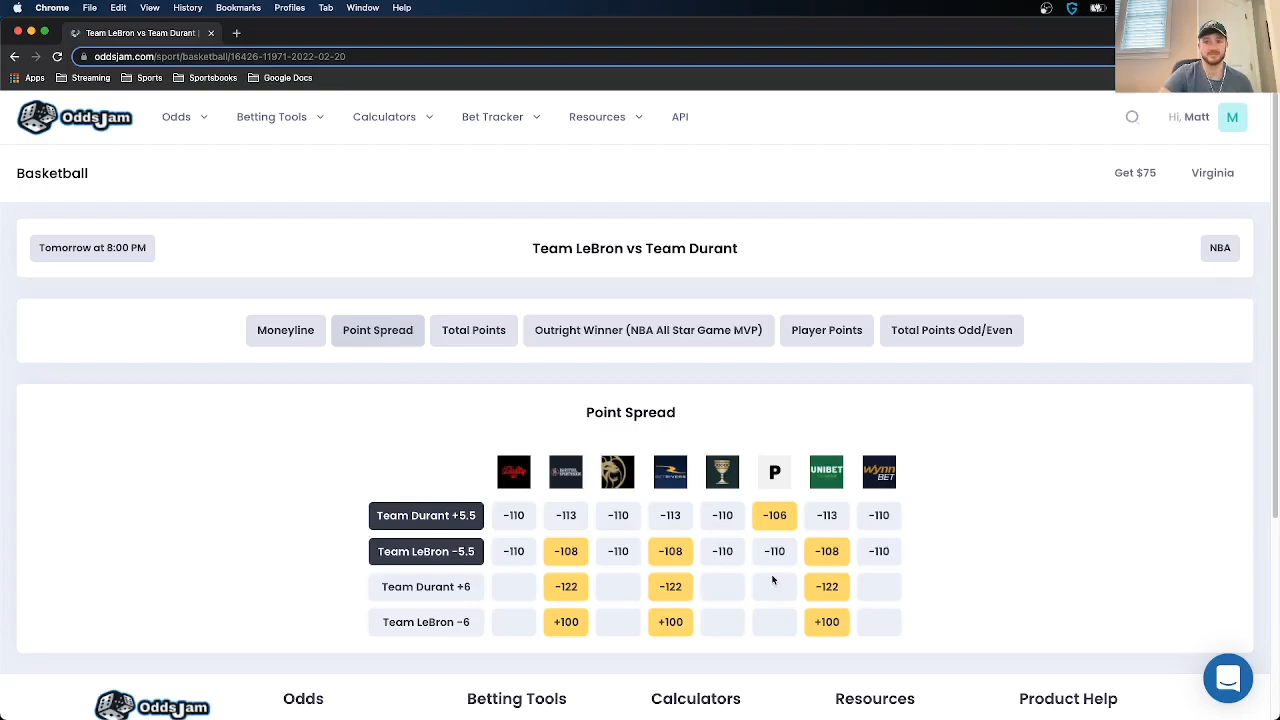 Chrome File Edit View History Bookmarks Profiles Tab Window Help
Team LeBron vs Team Durant |
oddsjam.com/sport/basketball/16426-11971-2022-02-20
Apps Streaming Sports Sportsbooks Google Docs
OddsJam Odds Betting Tools Calculators Bet Tracker Resources API Hi, Matt M
Basketball Get $75 Virginia
Tomorrow at 8:00 PM Team LeBron vs Team Durant NBA
Moneyline Point Spread Total Points Outright Winner (NBA All Star Game MVP) Player Points Total Points Odd/Even
Point Spread
P UNIBET WYNN BET
Team Durant +5.5 -110 -113 -110 -113 -110 -106 -113 -110
Team LeBron -5.5 -110 -108 -110 -108 -110 -110 -108 -110
Team Durant +6 -122 -122 -122
Team LeBron -6 +100 +100 +100
OddsJam Odds Betting Tools Calculators Resources Product Help